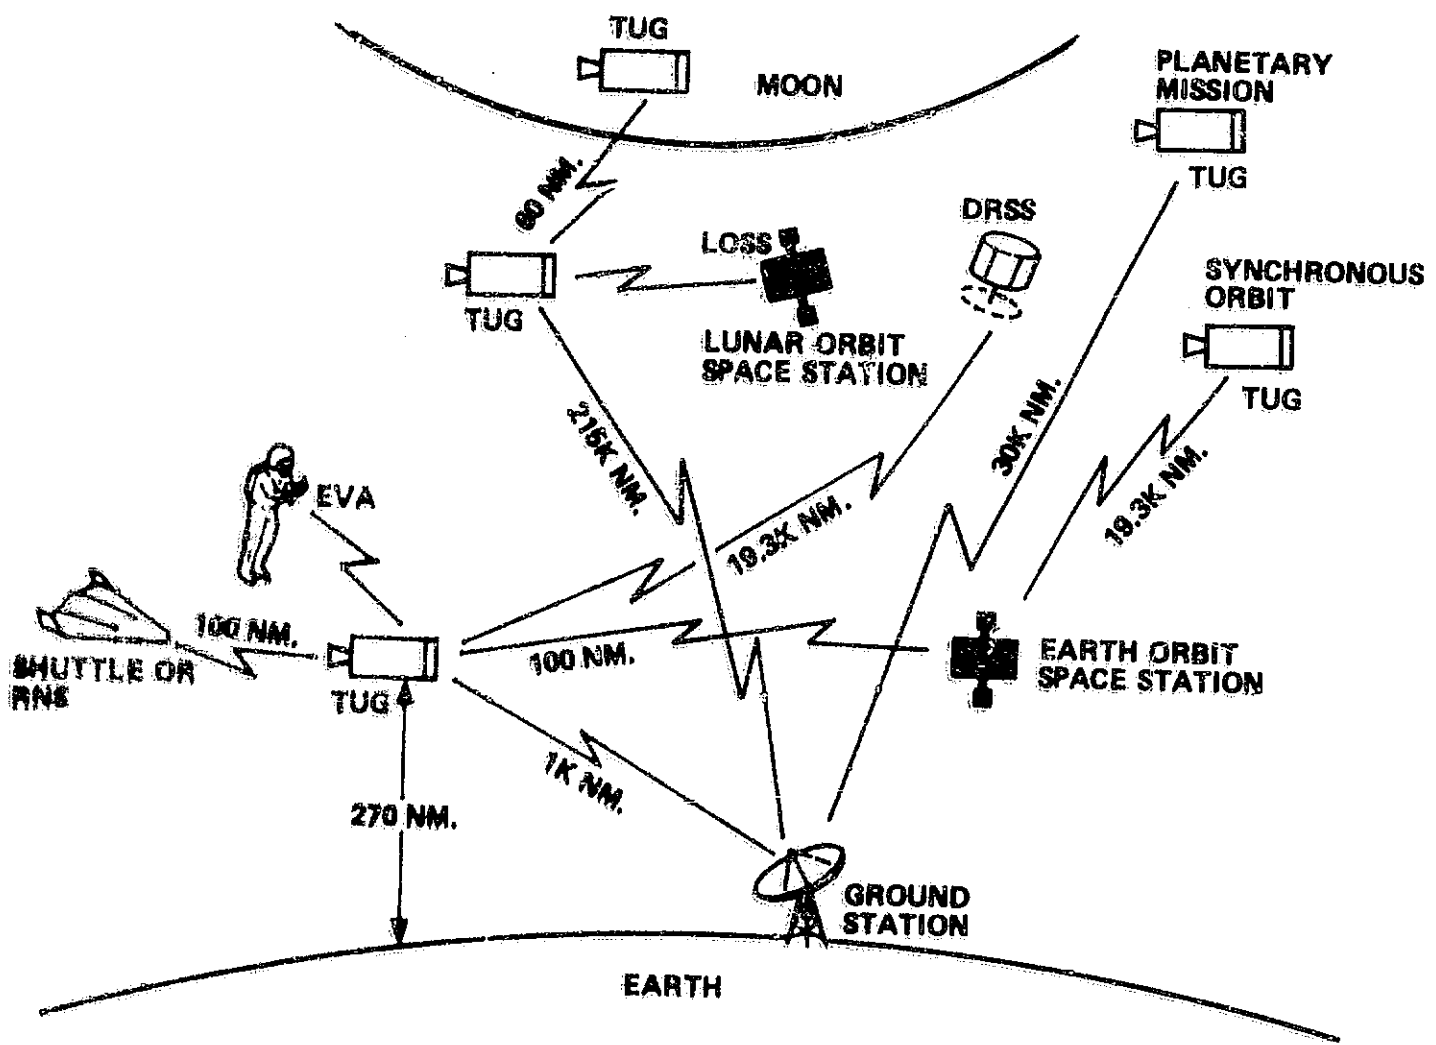 TUG
MOON
PLANETARY
MISSION
TUG
60 NM.
DRSS
LOSS
TUG
LUNAR ORBIT
SPACE STATION
SYNCHRONOUS
ORBIT
TUG
215K NM.
30K NM.
19.3K NM.
19.3K NM.
EVA
100 NM.
SHUTTLE OR
RNS
TUG
100 NM.
EARTH ORBIT
SPACE STATION
1K NM.
270 NM.
GROUND
STATION
EARTH